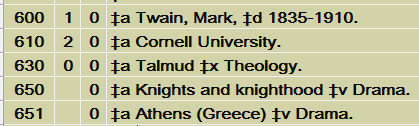 600 1 0 ‡a Twain, Mark, ‡d 1835-1910.
610 2 0 ‡a Cornell University.
630 0 0 ‡a Talmud ‡x Theology.
650 0 ‡a Knights and knighthood ‡v Drama.
651 0 ‡a Athens (Greece) ‡v Drama.